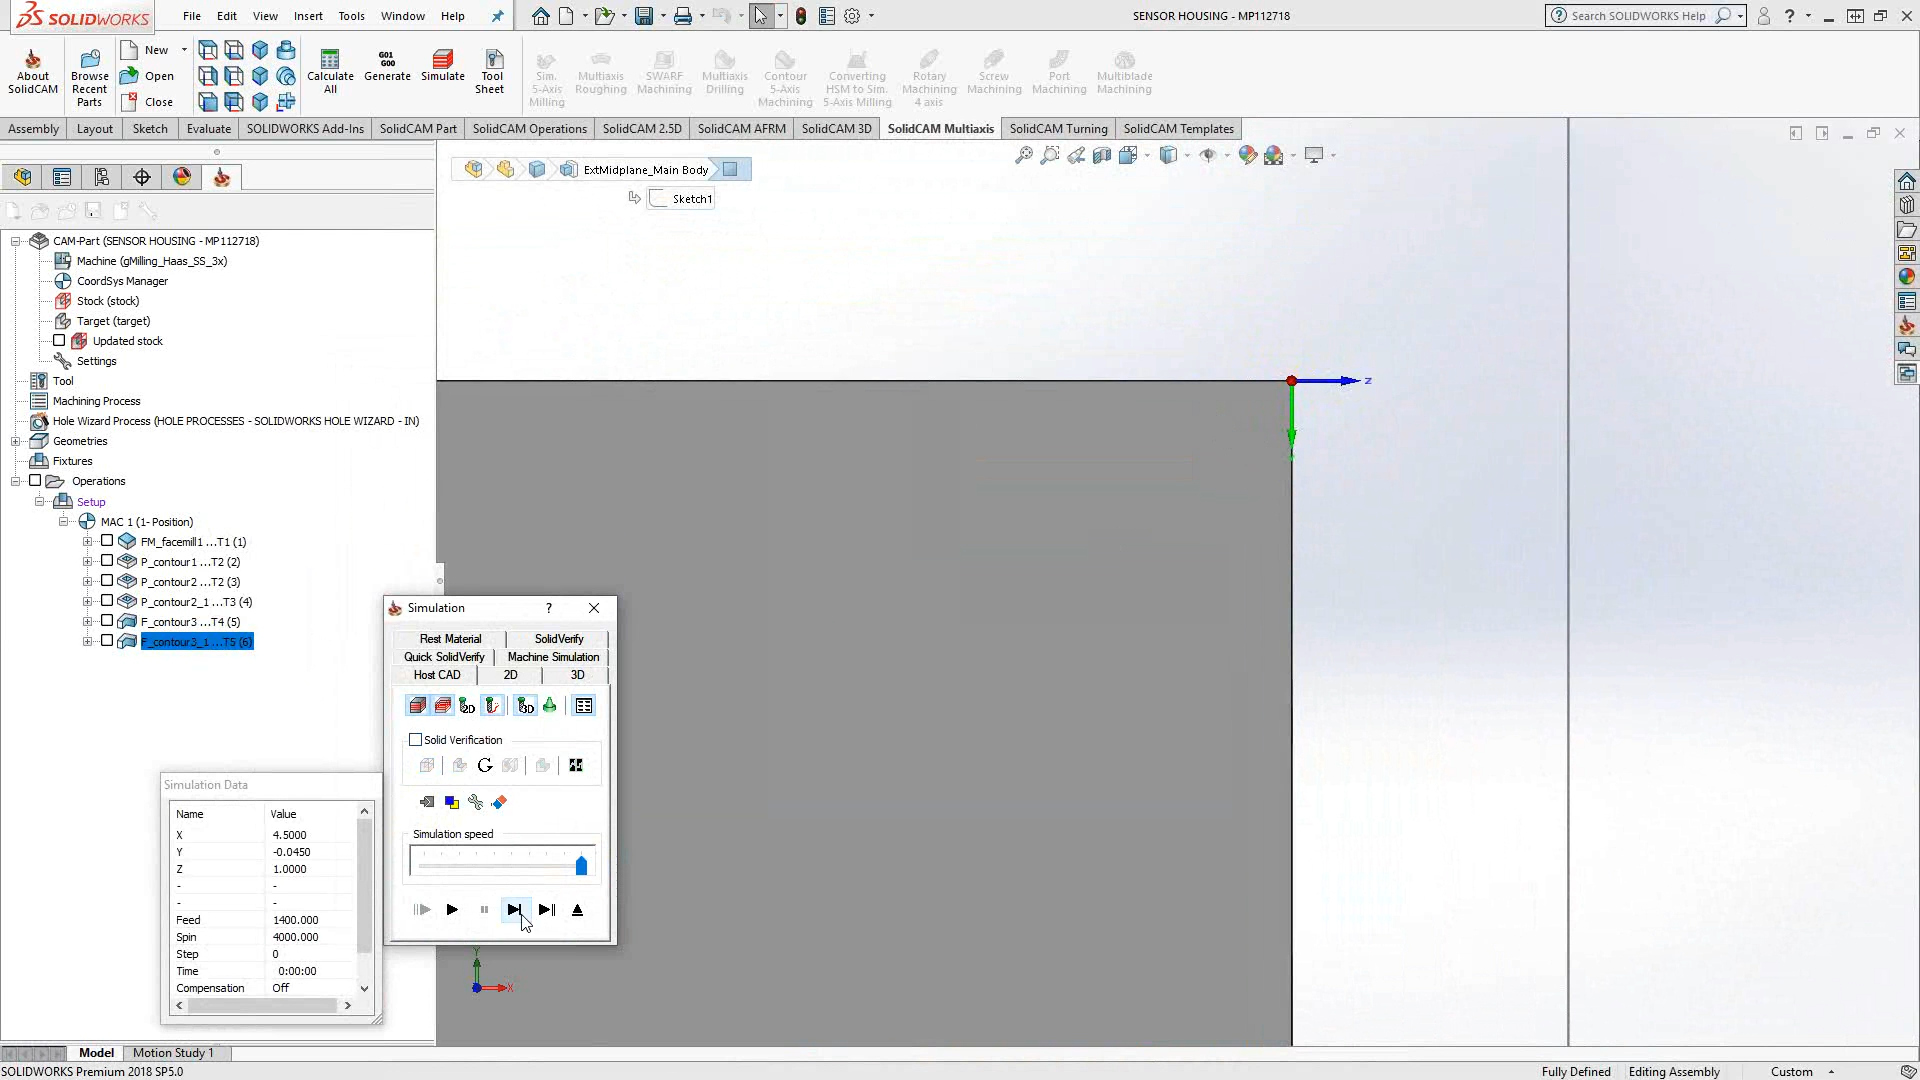 SOLIDWORKS
File Edit View Insert Tools Window Help
SENSOR HOUSING - MP112718
Search SOLIDWORKS Help
About SolidCAM
Browse Recent Parts
New
Open
Close
Calculate All
G01 G00
Generate
Simulate
Tool Sheet
Sim. 5-Axis Milling
Multiaxis Roughing
SWARF Machining
Multiaxis Drilling
Contour 5-Axis Machining
Converting HSM to Sim. 5-Axis Milling
Rotary Machining 4 axis
Screw Machining
Port Machining
Multiblade Machining
Assembly Layout Sketch Evaluate SOLIDWORKS Add-Ins SolidCAM Part SolidCAM Operations SolidCAM 2.5D SolidCAM AFRM SolidCAM 3D SolidCAM Multiaxis SolidCAM Turning SolidCAM Templates
ExtMidplane_Main Body
Sketch1
CAM-Part (SENSOR HOUSING - MP112718)
Machine (gMilling_Haas_SS_3x)
CoordSys Manager
Stock (stock)
Target (target)
Updated stock
Settings
Tool
Machining Process
Hole Wizard Process (HOLE PROCESSES - SOLIDWORKS HOLE WIZARD - IN)
Geometries
Fixtures
Operations
Setup
MAC 1 (1- Position)
FM_facemill1 ...T1 (1)
P_contour1 ...T2 (2)
P_contour2 ...T2 (3)
P_contour2_1 ...T3 (4)
F_contour3 ...T4 (5)
F_contour3_1 ...T5 (6)
Z
Simulation ?
Rest Material SolidVerify
Quick SolidVerify Machine Simulation
Host CAD 2D 3D
2D 3D
Solid Verification
Simulation speed
Simulation Data
Name Value
X 4.5000
Y -0.0450
Z 1.0000
- -
- -
Feed 1400.000
Spin 4000.000
Step 0
Time 0:00:00
Compensation Off
Y
X
Model Motion Study 1
SOLIDWORKS Premium 2018 SP5.0
Fully Defined Editing Assembly Custom